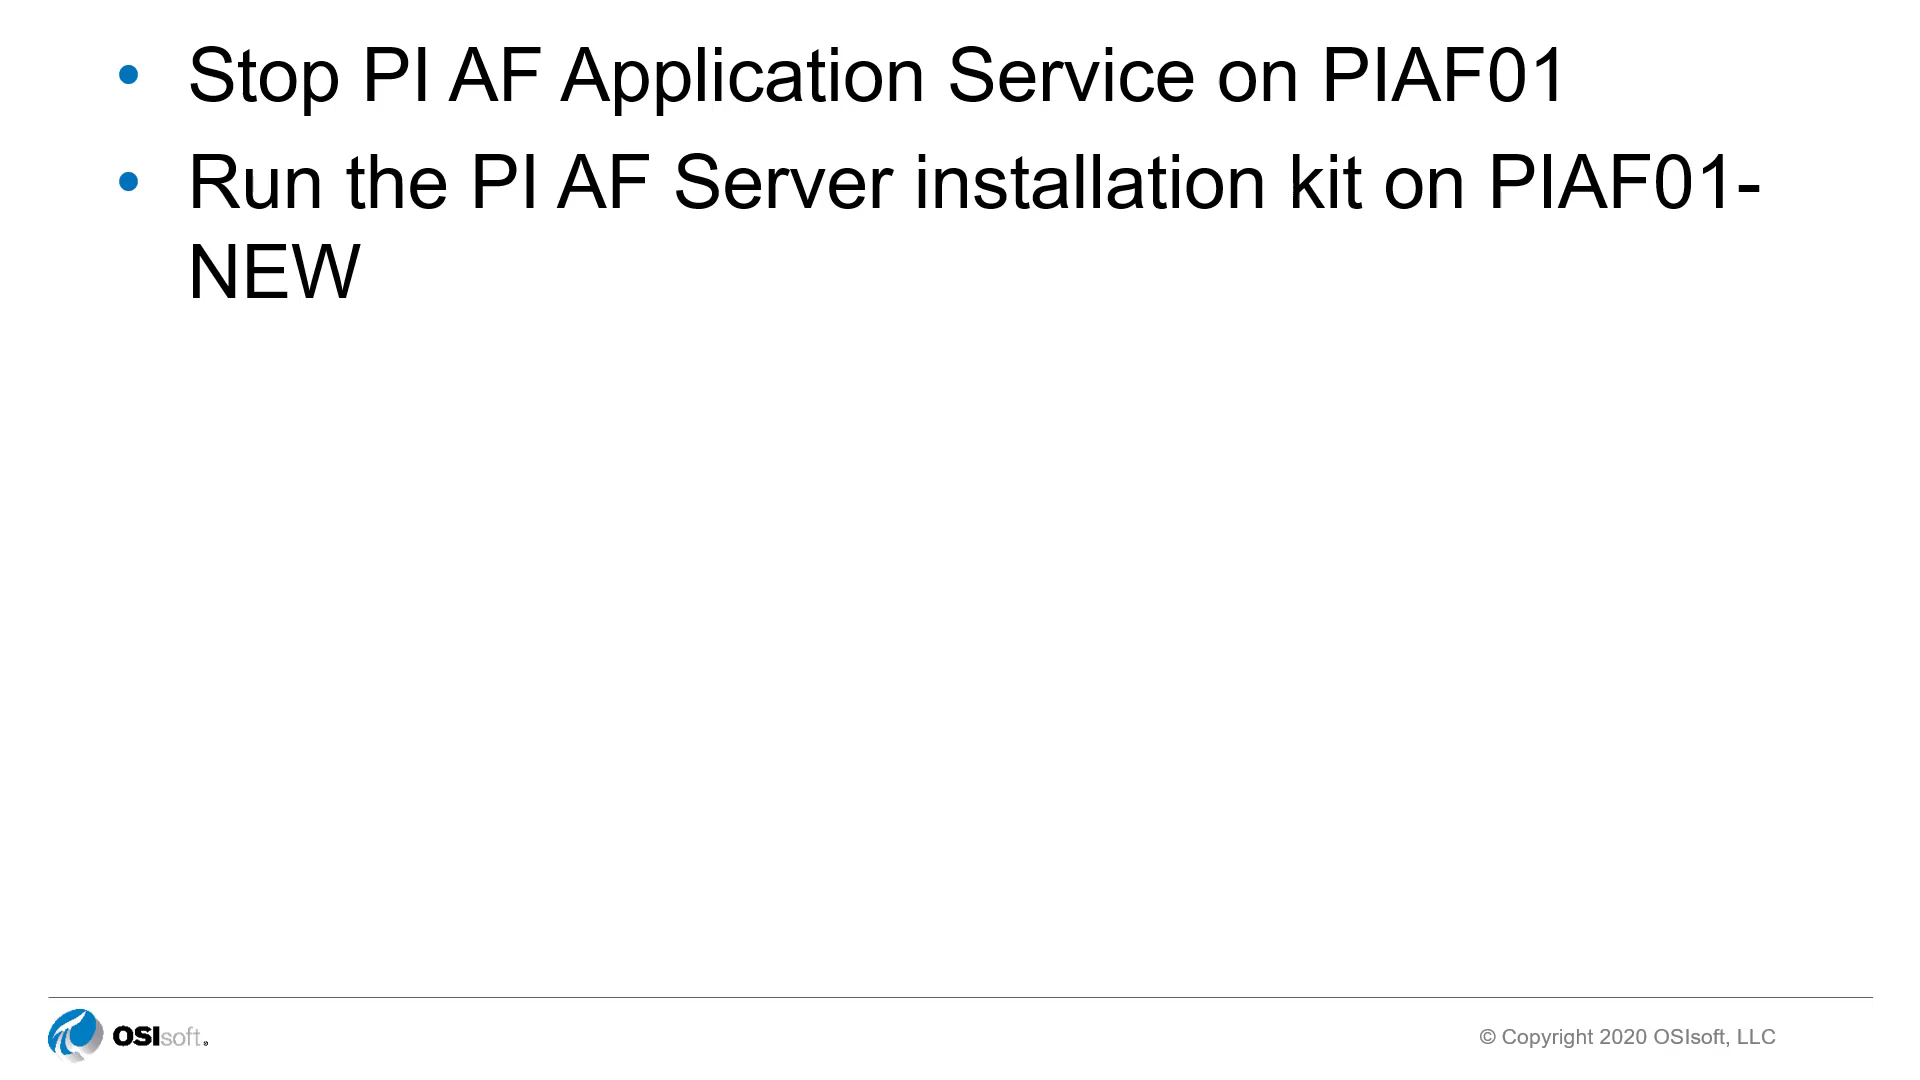 • Stop PI AF Application Service on PIAF01
• Run the PI AF Server installation kit on PIAF01-
NEW
OSIsoft®
© Copyright 2020 OSIsoft, LLC